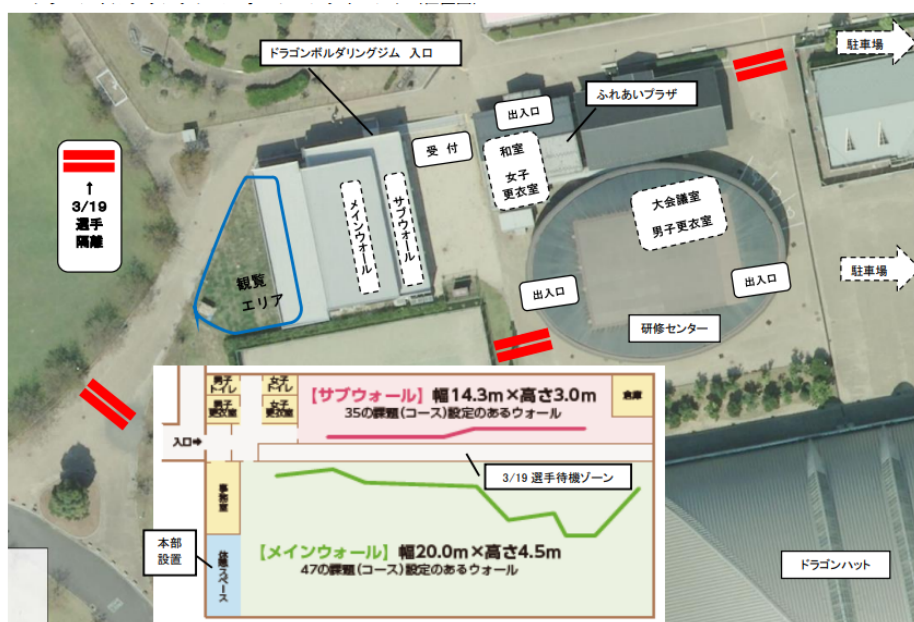 ドラゴンボルダリングジム 入口
駐車場
ふれあいプラザ
出入口
受 付
和室
女子
更衣室
大会議室
男子更衣室
↑
3/19
選手
隔離
メインウォール
サブウォール
観覧
エリア
駐車場
出入口
出入口
研修センター
男子
トイレ
女子
トイレ
男子
更衣室
女子
更衣室
【サブウォール】幅14.3m×高さ3.0m
35の課題(コース)設定のあるウォール
倉庫
入口➔
3/19 選手待機ゾーン
事務室
本部
設置
休憩スペース
【メインウォール】幅20.0m×高さ4.5m
47の課題(コース)設定のあるウォール
ドラゴンハット